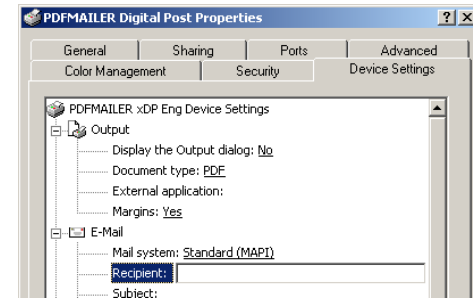 PDFMAILER Digital Post Properties
General Sharing Ports Advanced
Color Management Security Device Settings
PDFMAILER xDP Eng Device Settings
Output
Display the Output dialog: No
Document type: PDF
External application:
Margins: Yes
E-Mail
Mail system: Standard (MAPI)
Recipient:
Subject: